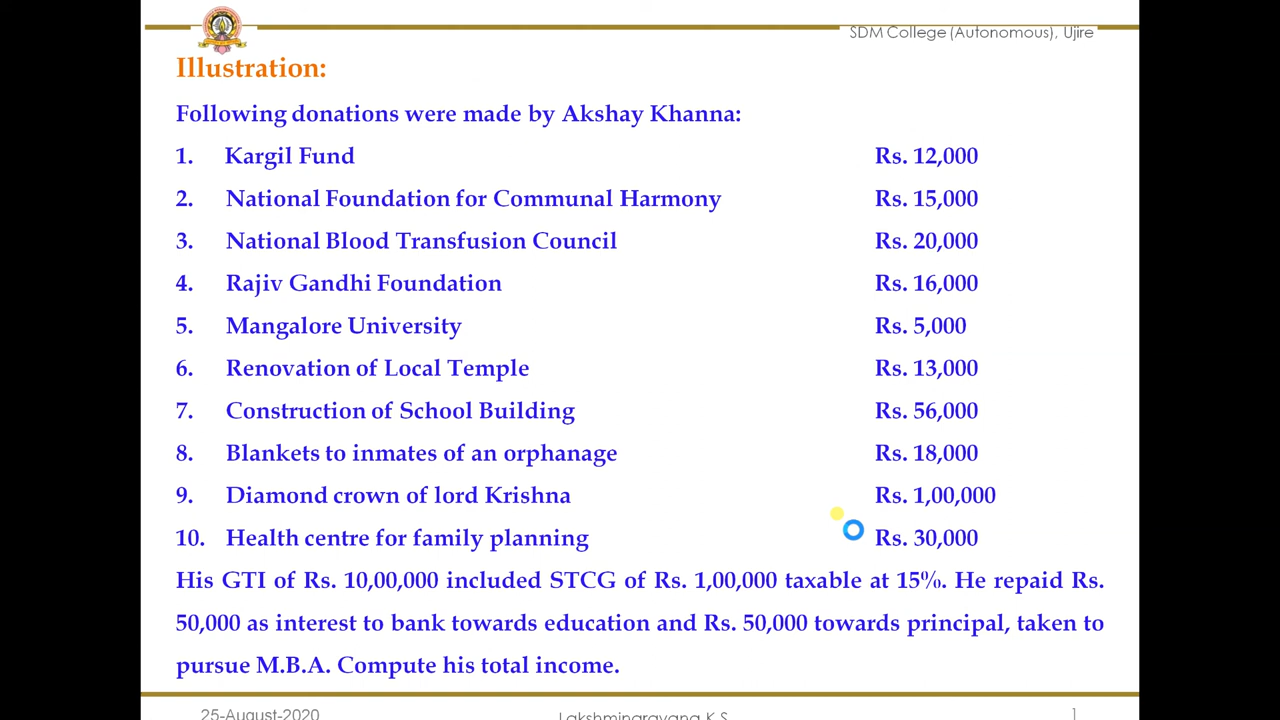 SDM College (Autonomous), Ujire
Illustration:
Following donations were made by Akshay Khanna:
1. Kargil Fund Rs. 12,000
2. National Foundation for Communal Harmony Rs. 15,000
3. National Blood Transfusion Council Rs. 20,000
4. Rajiv Gandhi Foundation Rs. 16,000
5. Mangalore University Rs. 5,000
6. Renovation of Local Temple Rs. 13,000
7. Construction of School Building Rs. 56,000
8. Blankets to inmates of an orphanage Rs. 18,000
9. Diamond crown of lord Krishna Rs. 1,00,000
10. Health centre for family planning Rs. 30,000
His GTI of Rs. 10,00,000 included STCG of Rs. 1,00,000 taxable at 15%. He repaid Rs.
50,000 as interest to bank towards education and Rs. 50,000 towards principal, taken to
pursue M.B.A. Compute his total income.
25-August-2020 Lakshminarayana K.S. 1